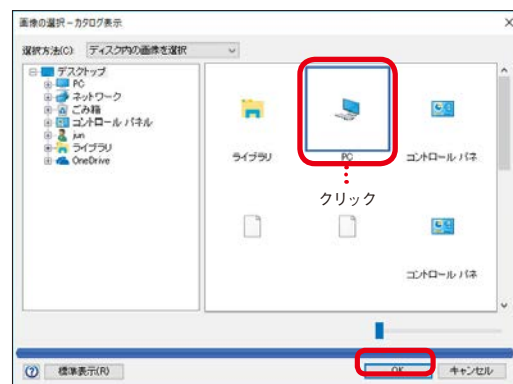 画像の選択 - カタログ表示
選択方法(C) ディスク内の画像を選択
デスクトップ
PC
ネットワーク
ごみ箱
コントロール パネル
jun
ライブラリ
OneDrive
ライブラリ
PC
コントロール パネ
クリック
コントロール パネ
標準表示(R)
OK
キャンセル